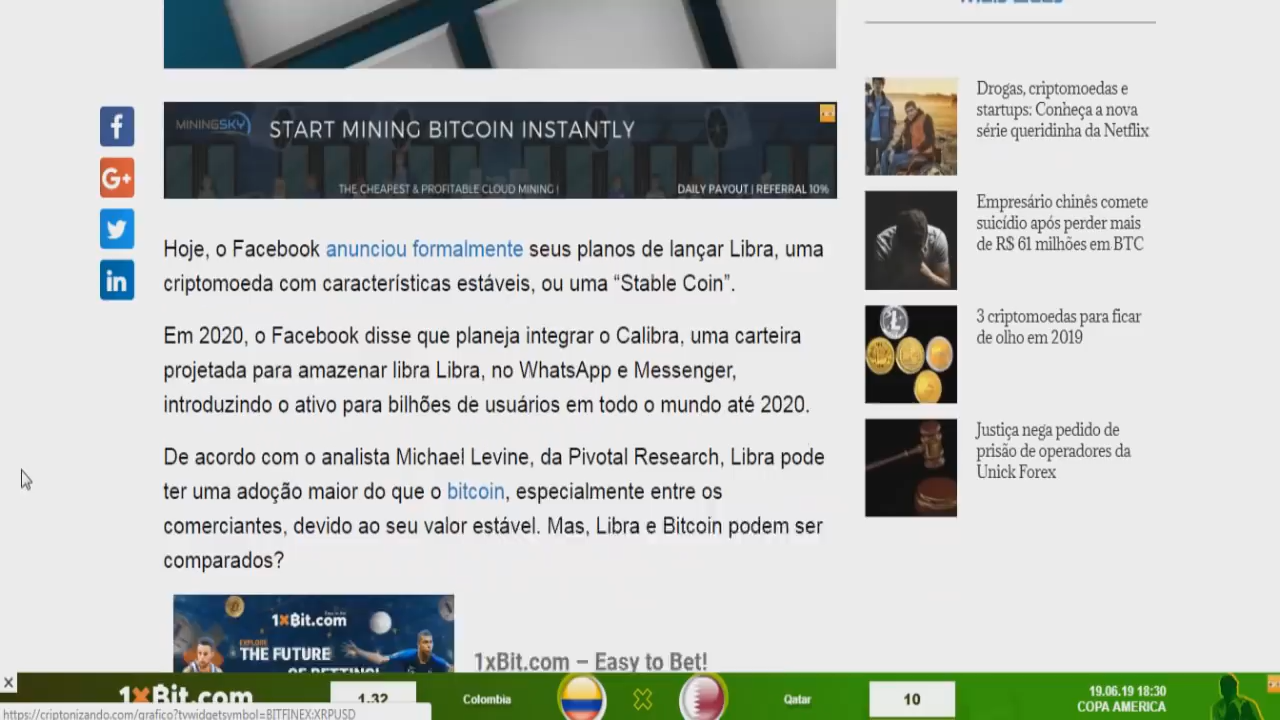 MININGSKY
START MINING BITCOIN INSTANTLY
THE CHEAPEST & PROFITABLE CLOUD MINING !
DAILY PAYOUT | REFERRAL 10%
Hoje, o Facebook anunciou formalmente seus planos de lançar Libra, uma
criptomoeda com características estáveis, ou uma “Stable Coin”.
Em 2020, o Facebook disse que planeja integrar o Calibra, uma carteira
projetada para amazenar libra Libra, no WhatsApp e Messenger,
introduzindo o ativo para bilhões de usuários em todo o mundo até 2020.
De acordo com o analista Michael Levine, da Pivotal Research, Libra pode
ter uma adoção maior do que o bitcoin, especialmente entre os
comerciantes, devido ao seu valor estável. Mas, Libra e Bitcoin podem ser
comparados?
Drogas, criptomoedas e
startups: Conheça a nova
série queridinha da Netflix
Empresário chinês comete
suicídio após perder mais
de R$ 61 milhões em BTC
3 criptomoedas para ficar
de olho em 2019
Justiça nega pedido de
prisão de operadores da
Unick Forex
1xBit.com
EXPLORE
THE FUTURE
OF BETTING!
1xBit.com – Easy to Bet!
1xBit.com
1.32
Colombia
Qatar
10
19.06.19 18:30
COPA AMERICA
https://criptonizando.com/grafico?tvwidgetsymbol=BITFINEX:XRPUSD